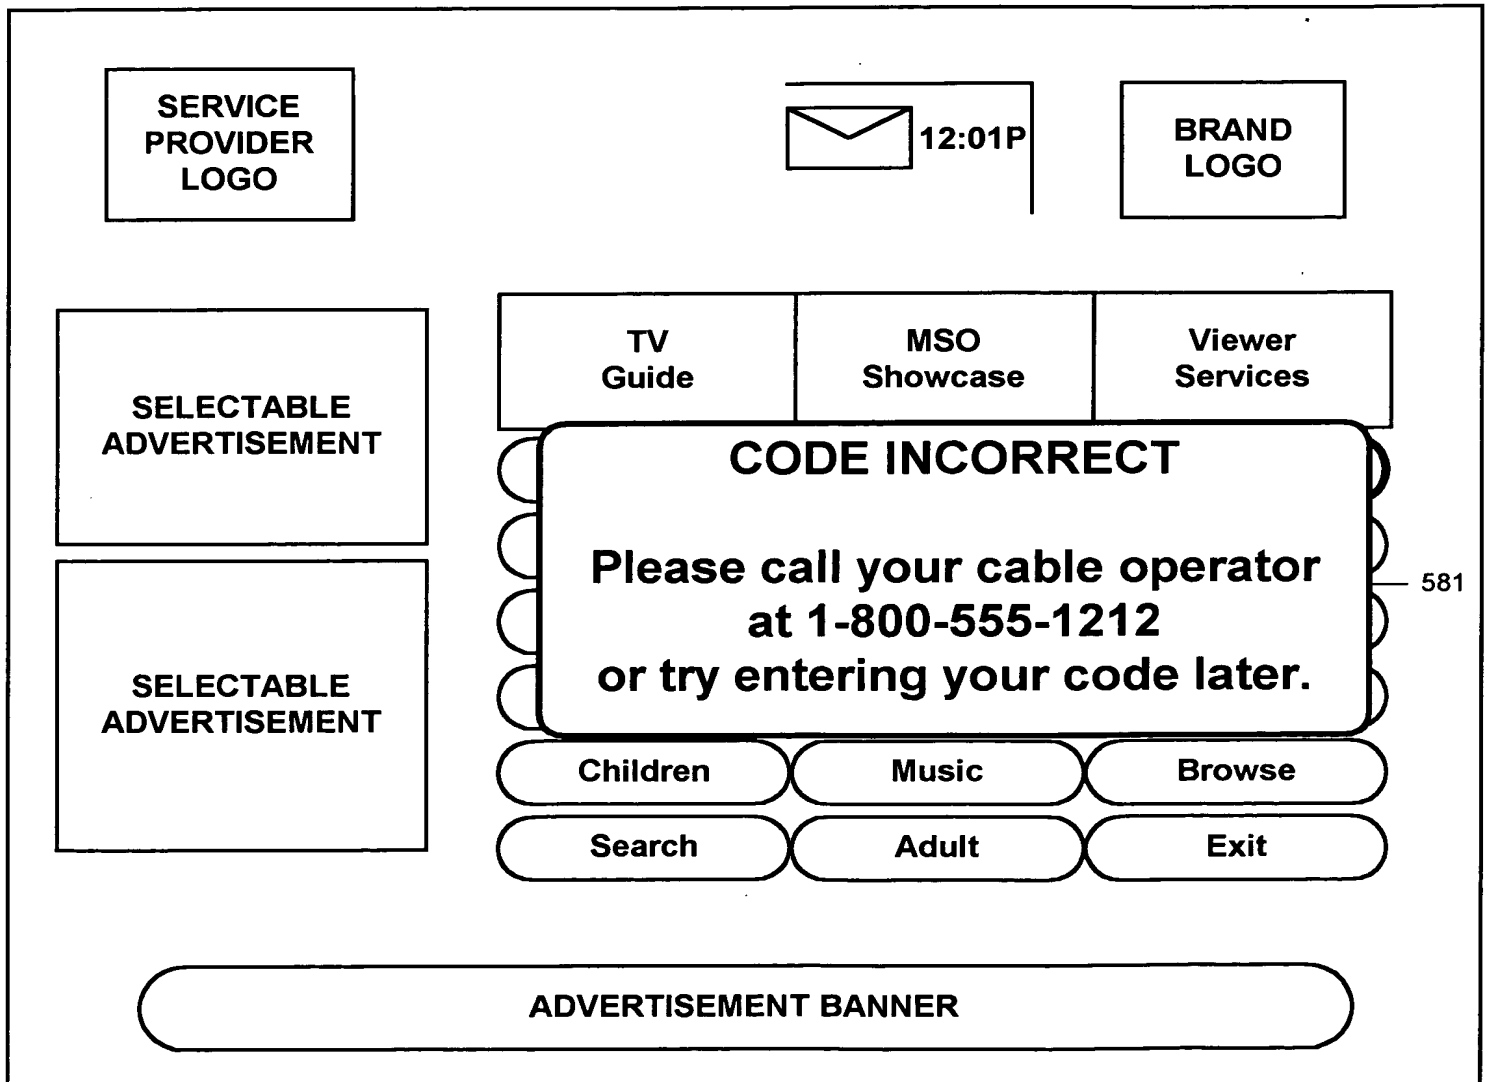 SERVICE
PROVIDER
LOGO
12:01P
BRAND
LOGO
SELECTABLE
ADVERTISEMENT
SELECTABLE
ADVERTISEMENT
TV
Guide
MSO
Showcase
Viewer
Services
CODE INCORRECT
Please call your cable operator
at 1-800-555-1212
or try entering your code later.
581
Children
Music
Browse
Search
Adult
Exit
ADVERTISEMENT BANNER